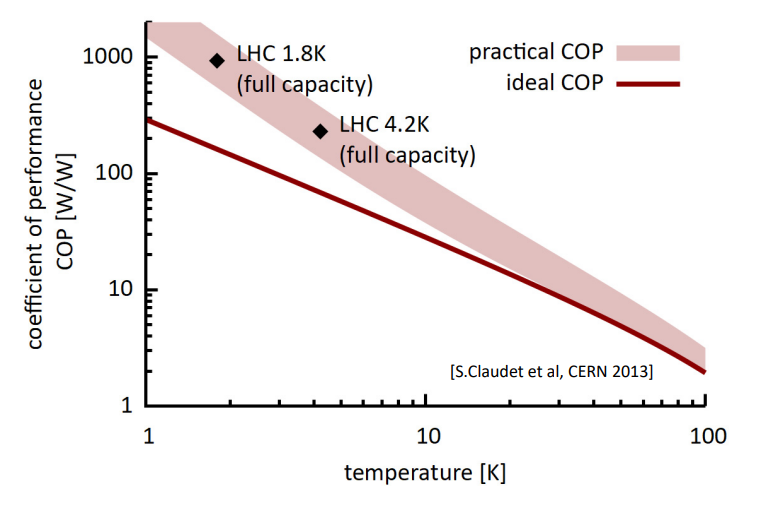 1000
100
10
1
coefficient of performance
COP [W/W]
LHC 1.8K
(full capacity)
LHC 4.2K
(full capacity)
practical COP
ideal COP
[S.Claudet et al, CERN 2013]
1
10
100
temperature [K]